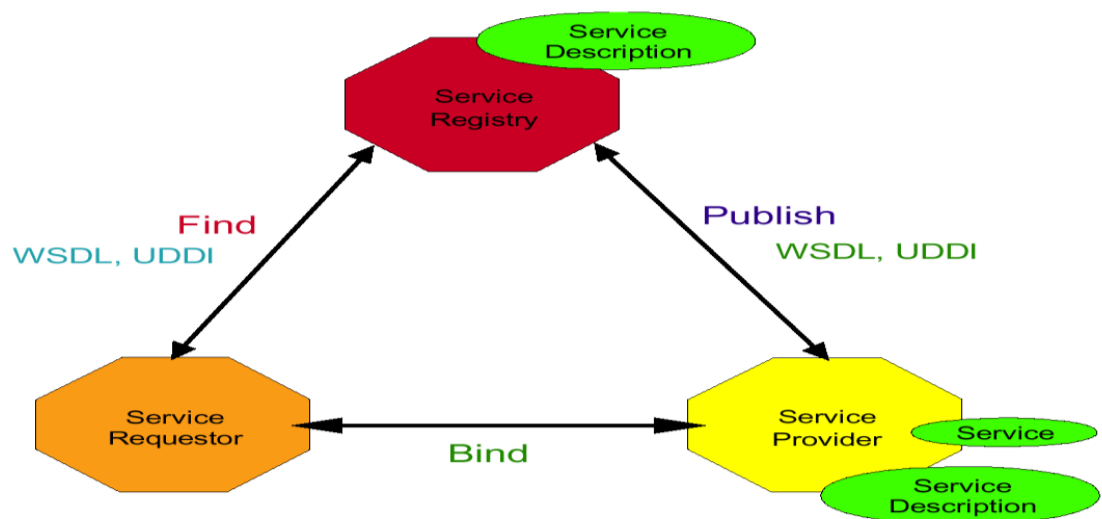 Service
Description
Service
Registry
Find
WSDL, UDDI
Publish
WSDL, UDDI
Service
Requestor
Bind
Service
Provider
Service
Service
Description